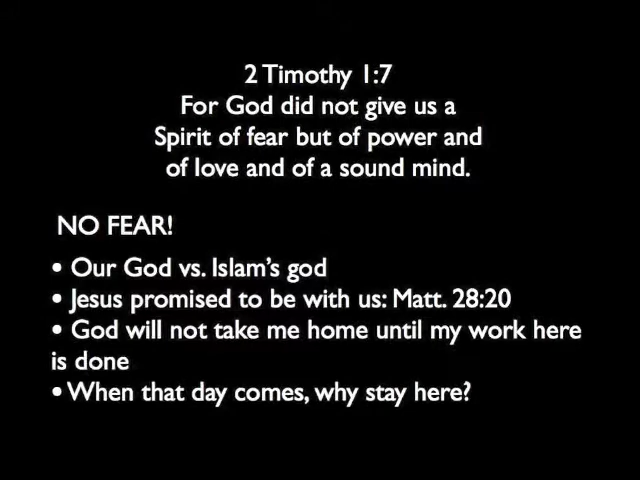 2 Timothy 1:7
For God did not give us a
Spirit of fear but of power and
of love and of a sound mind.
NO FEAR!
• Our God vs. Islam's god
• Jesus promised to be with us: Matt. 28:20
• God will not take me home until my work here
is done
• When that day comes, why stay here?